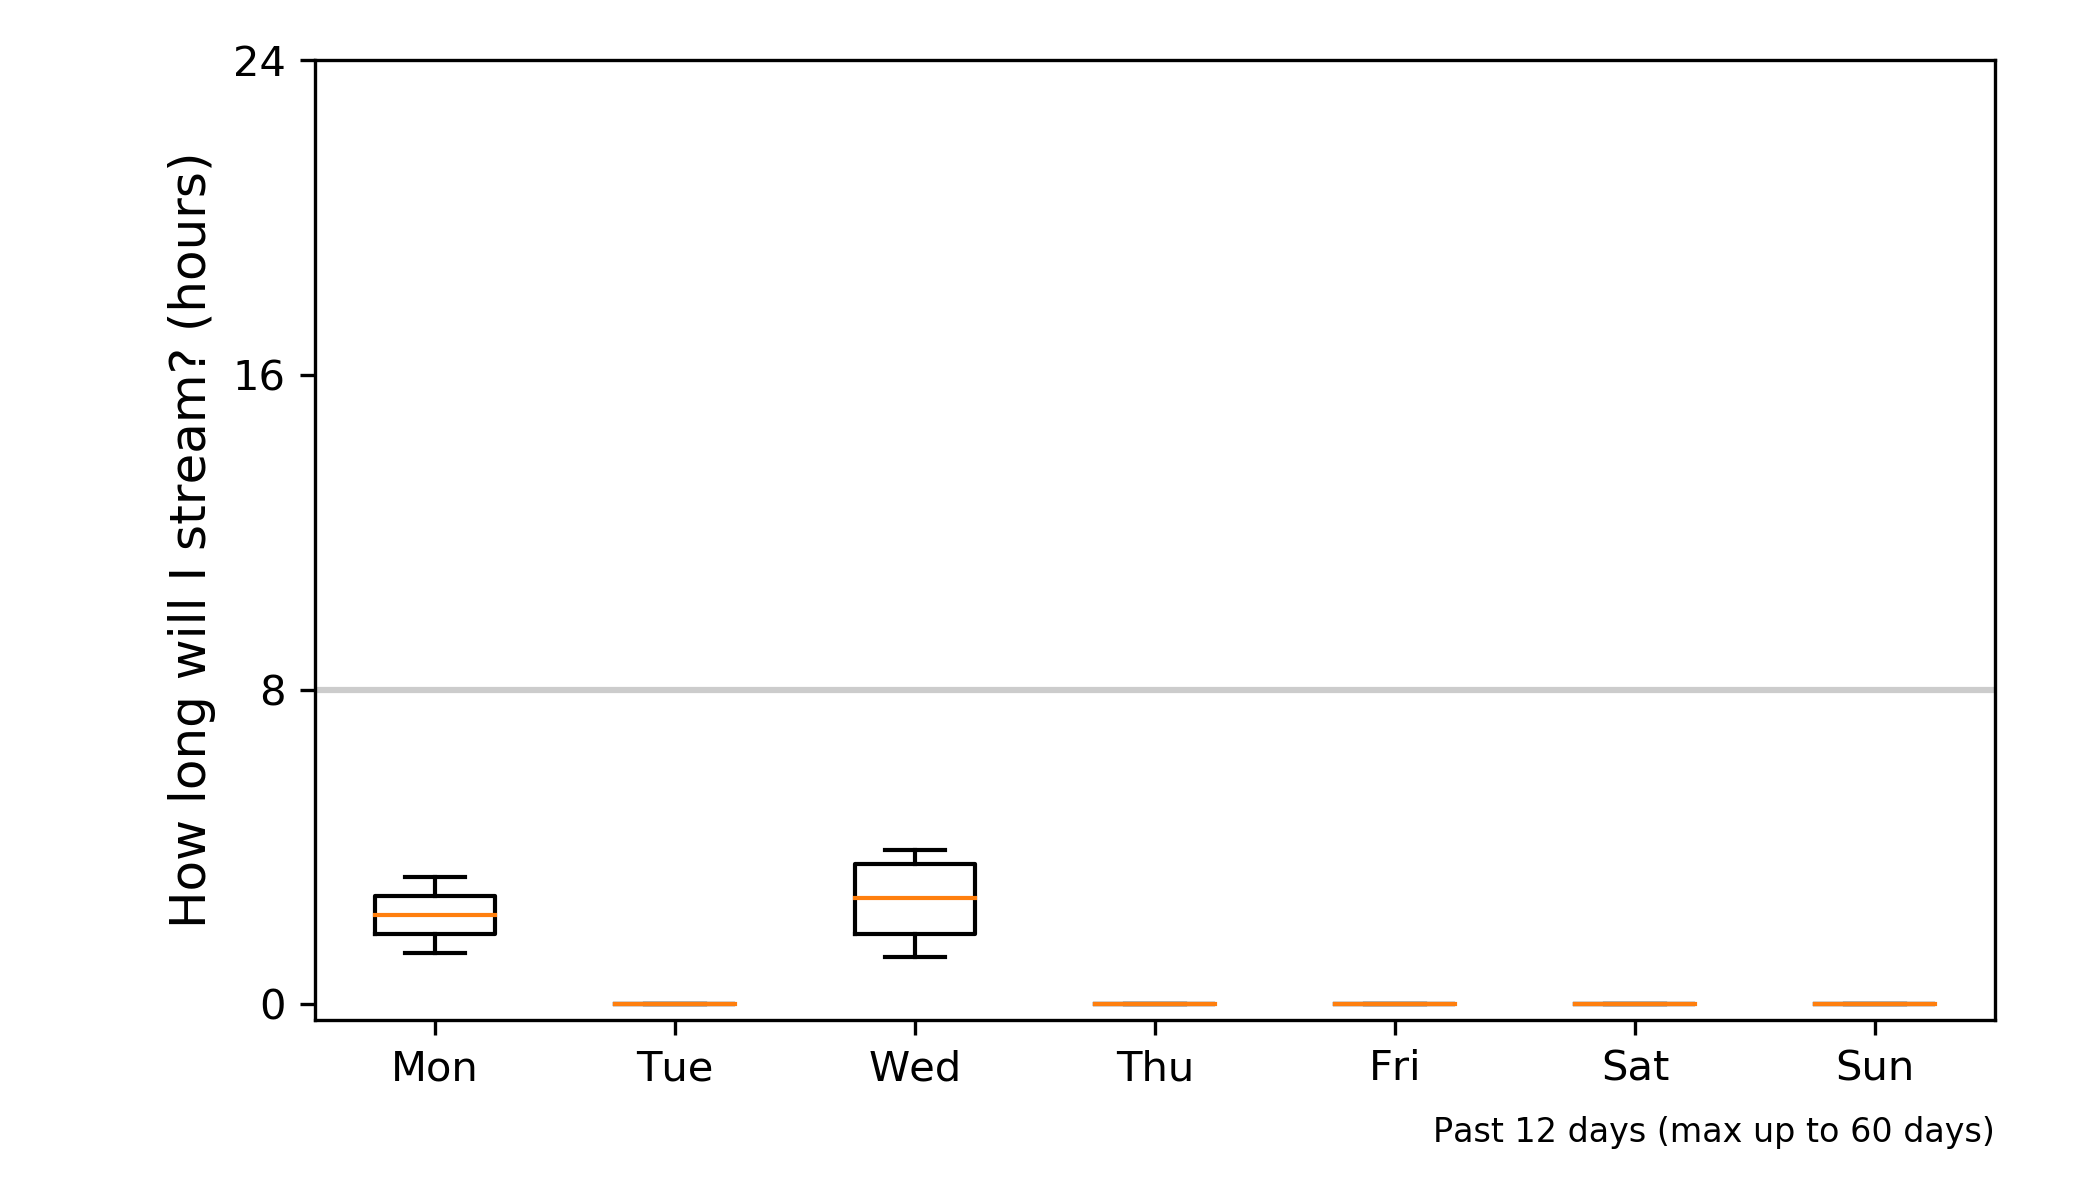 How long will I stream? (hours)
24
16
8
0
Mon Tue Wed Thu Fri Sat Sun
Past 12 days (max up to 60 days)